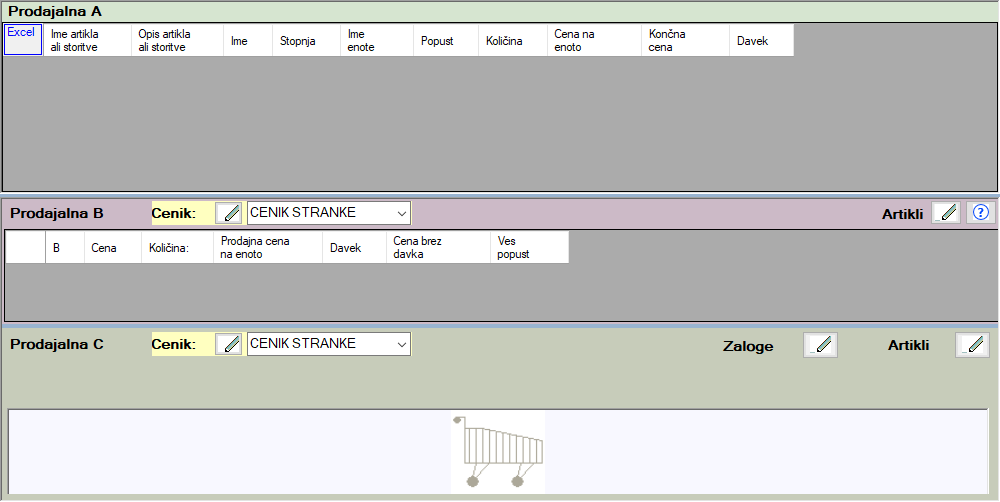 Prodajalna A
Excel
Ime artikla
ali storitve
Opis artikla
ali storitve
Ime
Stopnja
Ime
enote
Popust
Količina
Cena na
enoto
Končna
cena
Davek
Prodajalna B
Cenik:
CENIK STRANKE
Artikli
?
B
Cena
Količina:
Prodajna cena
na enoto
Davek
Cena brez
davka
Ves
popust
Prodajalna C
Cenik:
CENIK STRANKE
Zaloge
Artikli